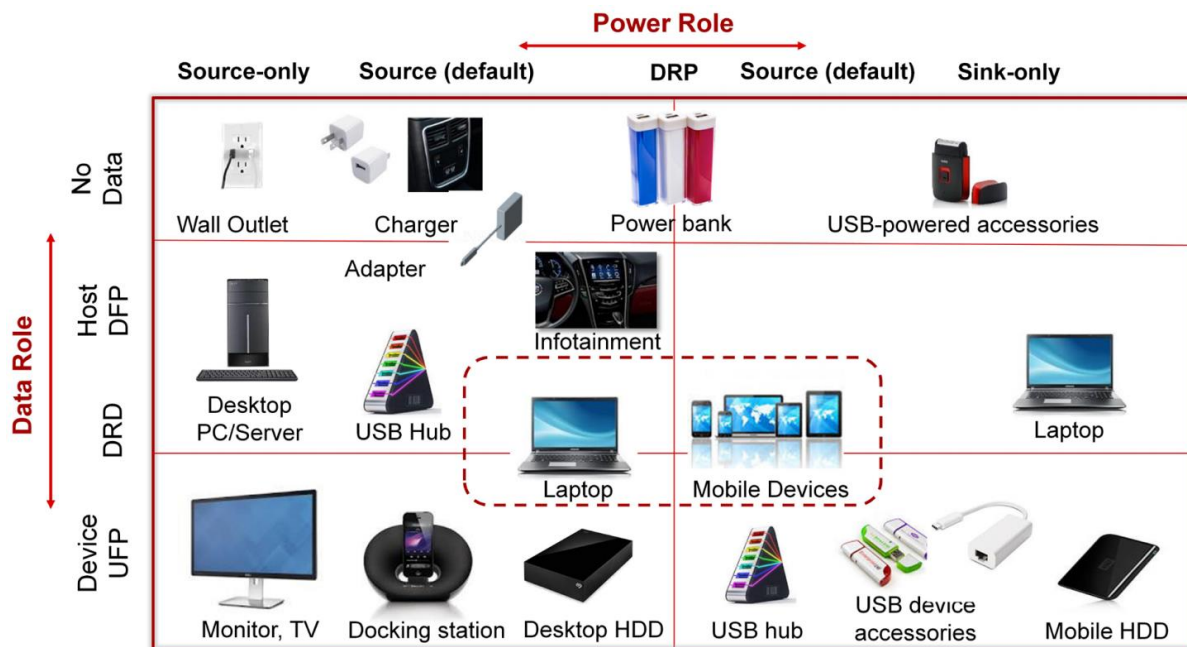 Power Role
Source-only
Source (default)
DRP
Source (default)
Sink-only
Data Role
No
Data
Wall Outlet
Charger
Power bank
USB-powered accessories
Adapter
Host
DFP
Infotainment
DRD
Desktop
PC/Server
USB Hub
Laptop
Mobile Devices
Laptop
Device
UFP
Monitor, TV
Docking station
Desktop HDD
USB hub
USB device
accessories
Mobile HDD